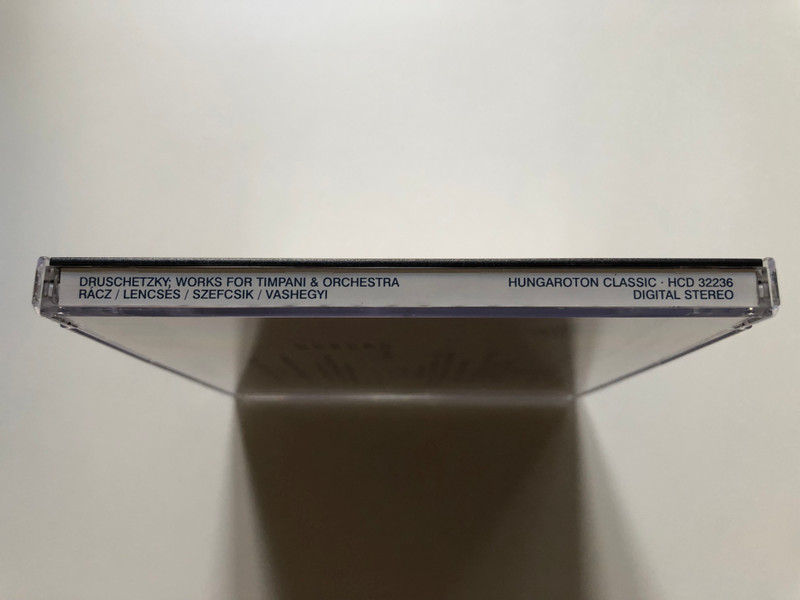 DRUSCHETZKY: WORKS FOR TIMPANI & ORCHESTRA
RÁCZ / LENCSÉS / SZEFCSIK / VASHEGYI
HUNGAROTON CLASSIC · HCD 32236
DIGITAL STEREO